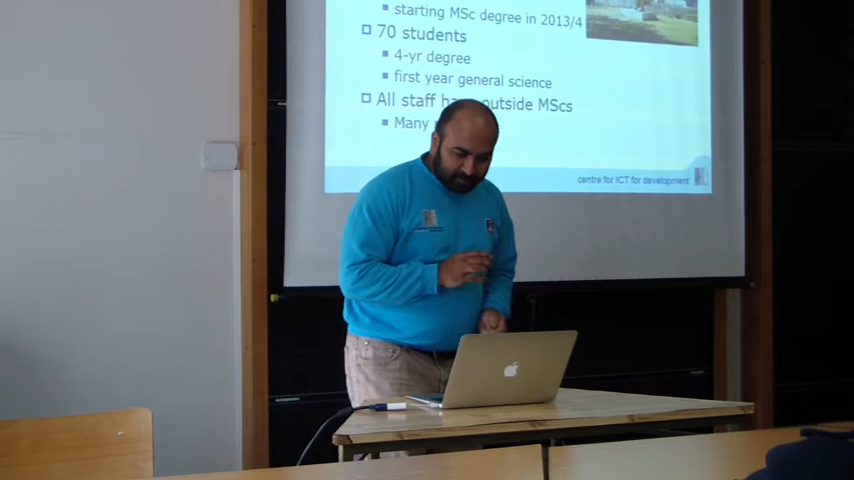 starting MSc degree in 2013/4
70 students
4-yr degree
first year general Science
All staff outside MScs
Many
centre for ICT FOR development